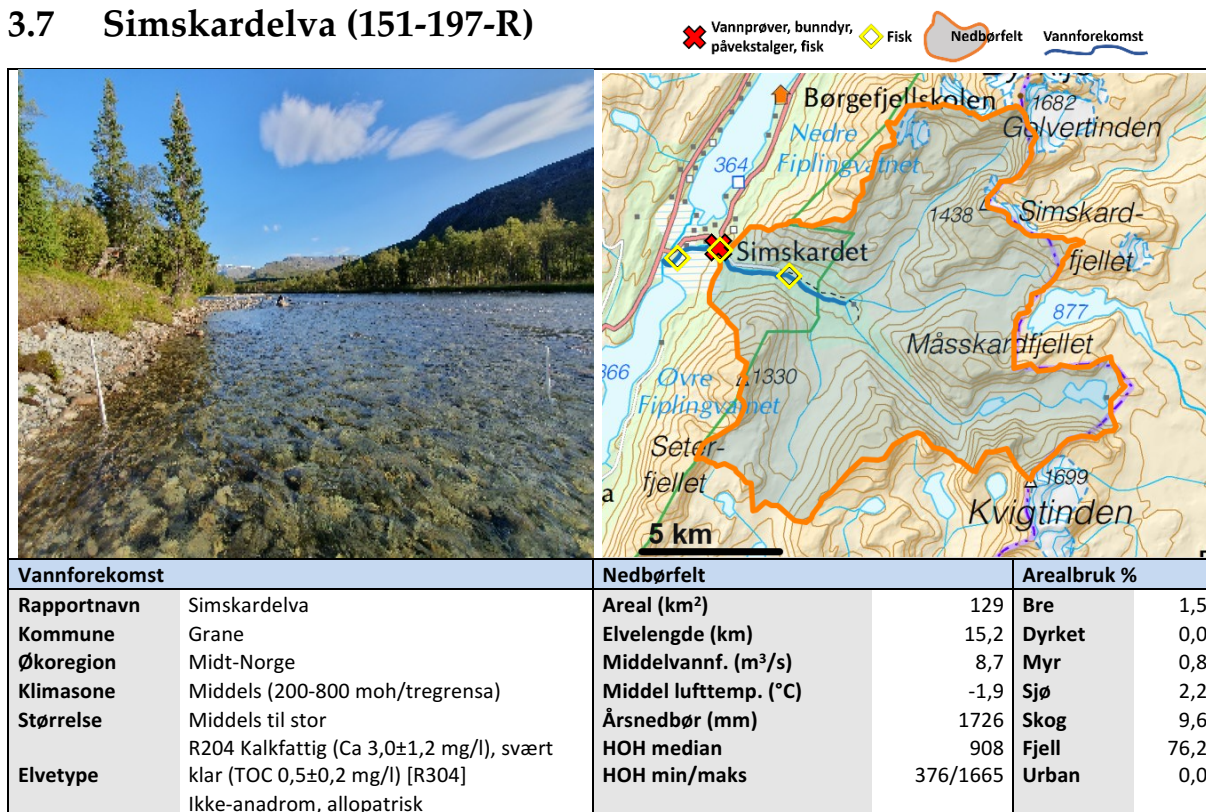 3.7 Simskardelva (151-197-R)
Vannprøver, bunndyr,
påvekstalger, fisk
Fisk
Nedbørfelt
Vannforekomst
Børgefjellskolen
1682
Golvertinden
Nedre
Fiplingvatnet
364
1438
Simskard-
fjellet
Simskardet
877
Måsskardfjellet
366
Øvre
Fiplingvatnet
1330
Seter-
fjellet
a
1699
Kvigtinden
5 km
Vannforekomst Nedbørfelt Arealbruk %
Rapportnavn Simskardelva Areal (km²) 129 Bre 1,5
Kommune Grane Elvelengde (km) 15,2 Dyrket 0,0
Økoregion Midt-Norge Middelvannf. (m³/s) 8,7 Myr 0,8
Klimasone Middels (200-800 moh/tregrensa) Middel lufttemp. (°C) -1,9 Sjø 2,2
Størrelse Middels til stor Årsnedbør (mm) 1726 Skog 9,6
R204 Kalkfattig (Ca 3,0±1,2 mg/l), svært HOH median 908 Fjell 76,2
Elvetype klar (TOC 0,5±0,2 mg/l) [R304] HOH min/maks 376/1665 Urban 0,0
Ikke-anadrom, allopatrisk